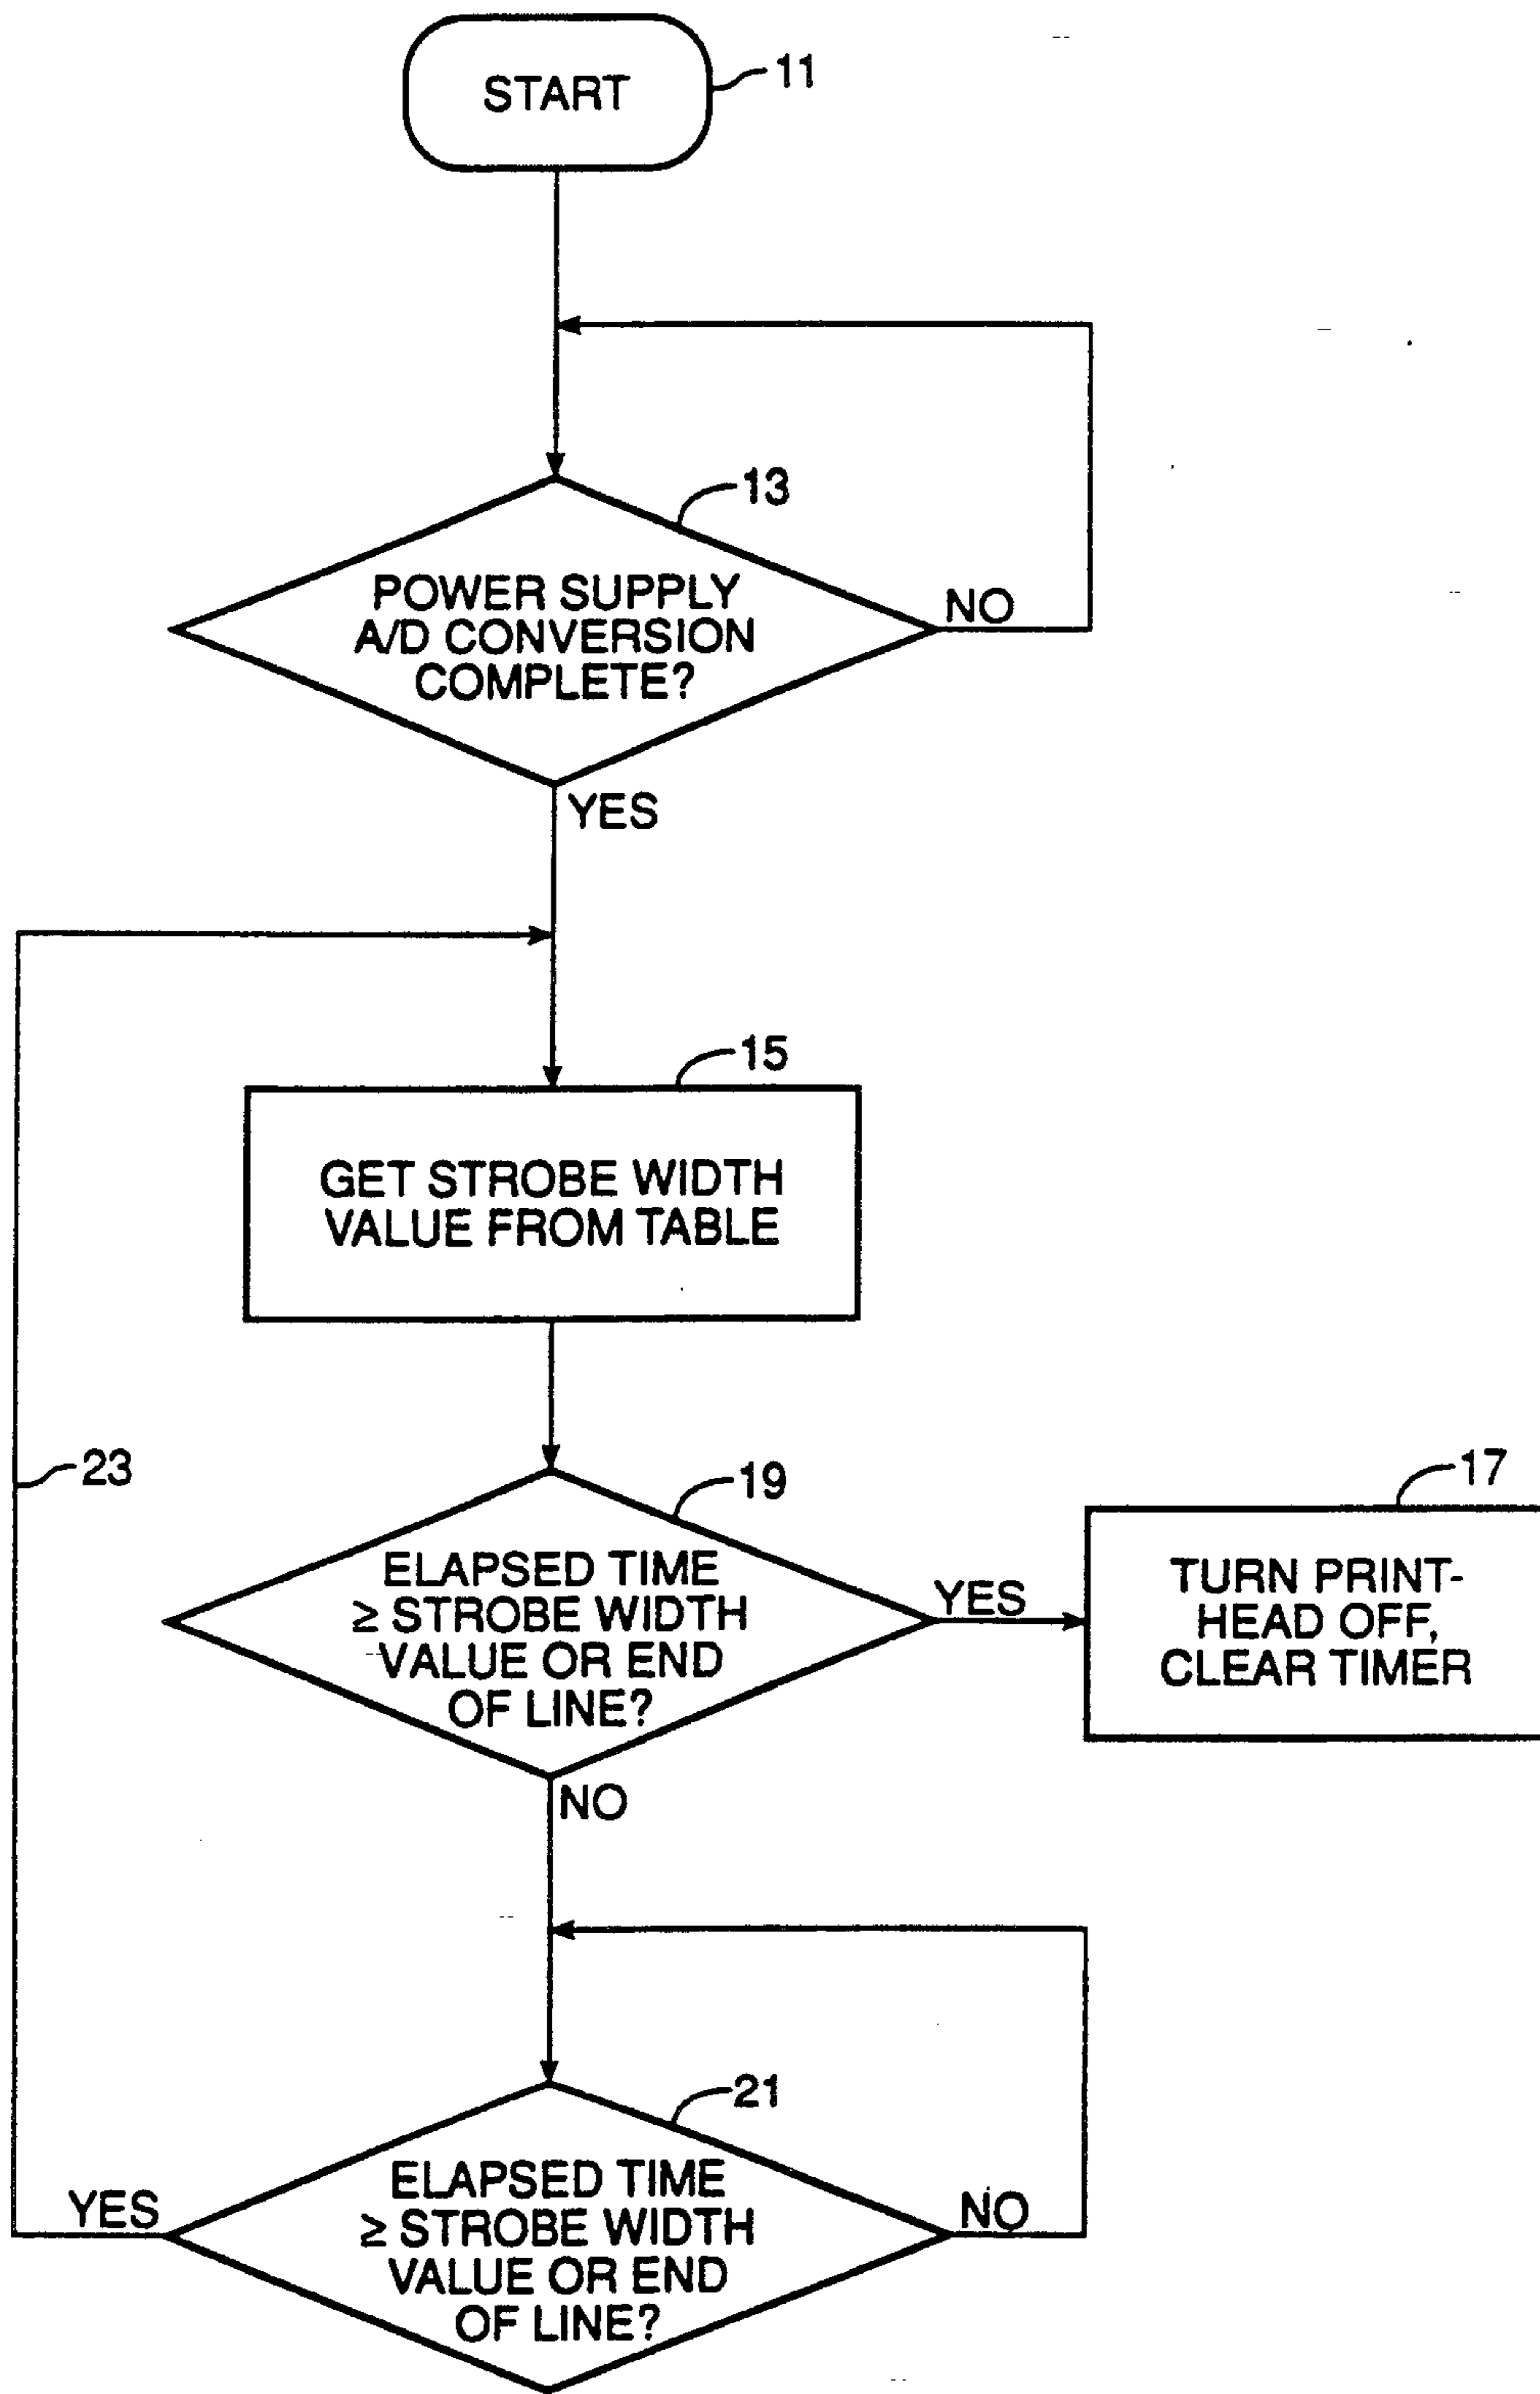 START
11
13
POWER SUPPLY
A/D CONVERSION
COMPLETE?
NO
YES
15
GET STROBE WIDTH
VALUE FROM TABLE
23
19
ELAPSED TIME
≥ STROBE WIDTH
VALUE OR END
OF LINE?
YES
17
TURN PRINT-
HEAD OFF,
CLEAR TIMER
NO
21
ELAPSED TIME
≥ STROBE WIDTH
VALUE OR END
OF LINE?
YES
NO